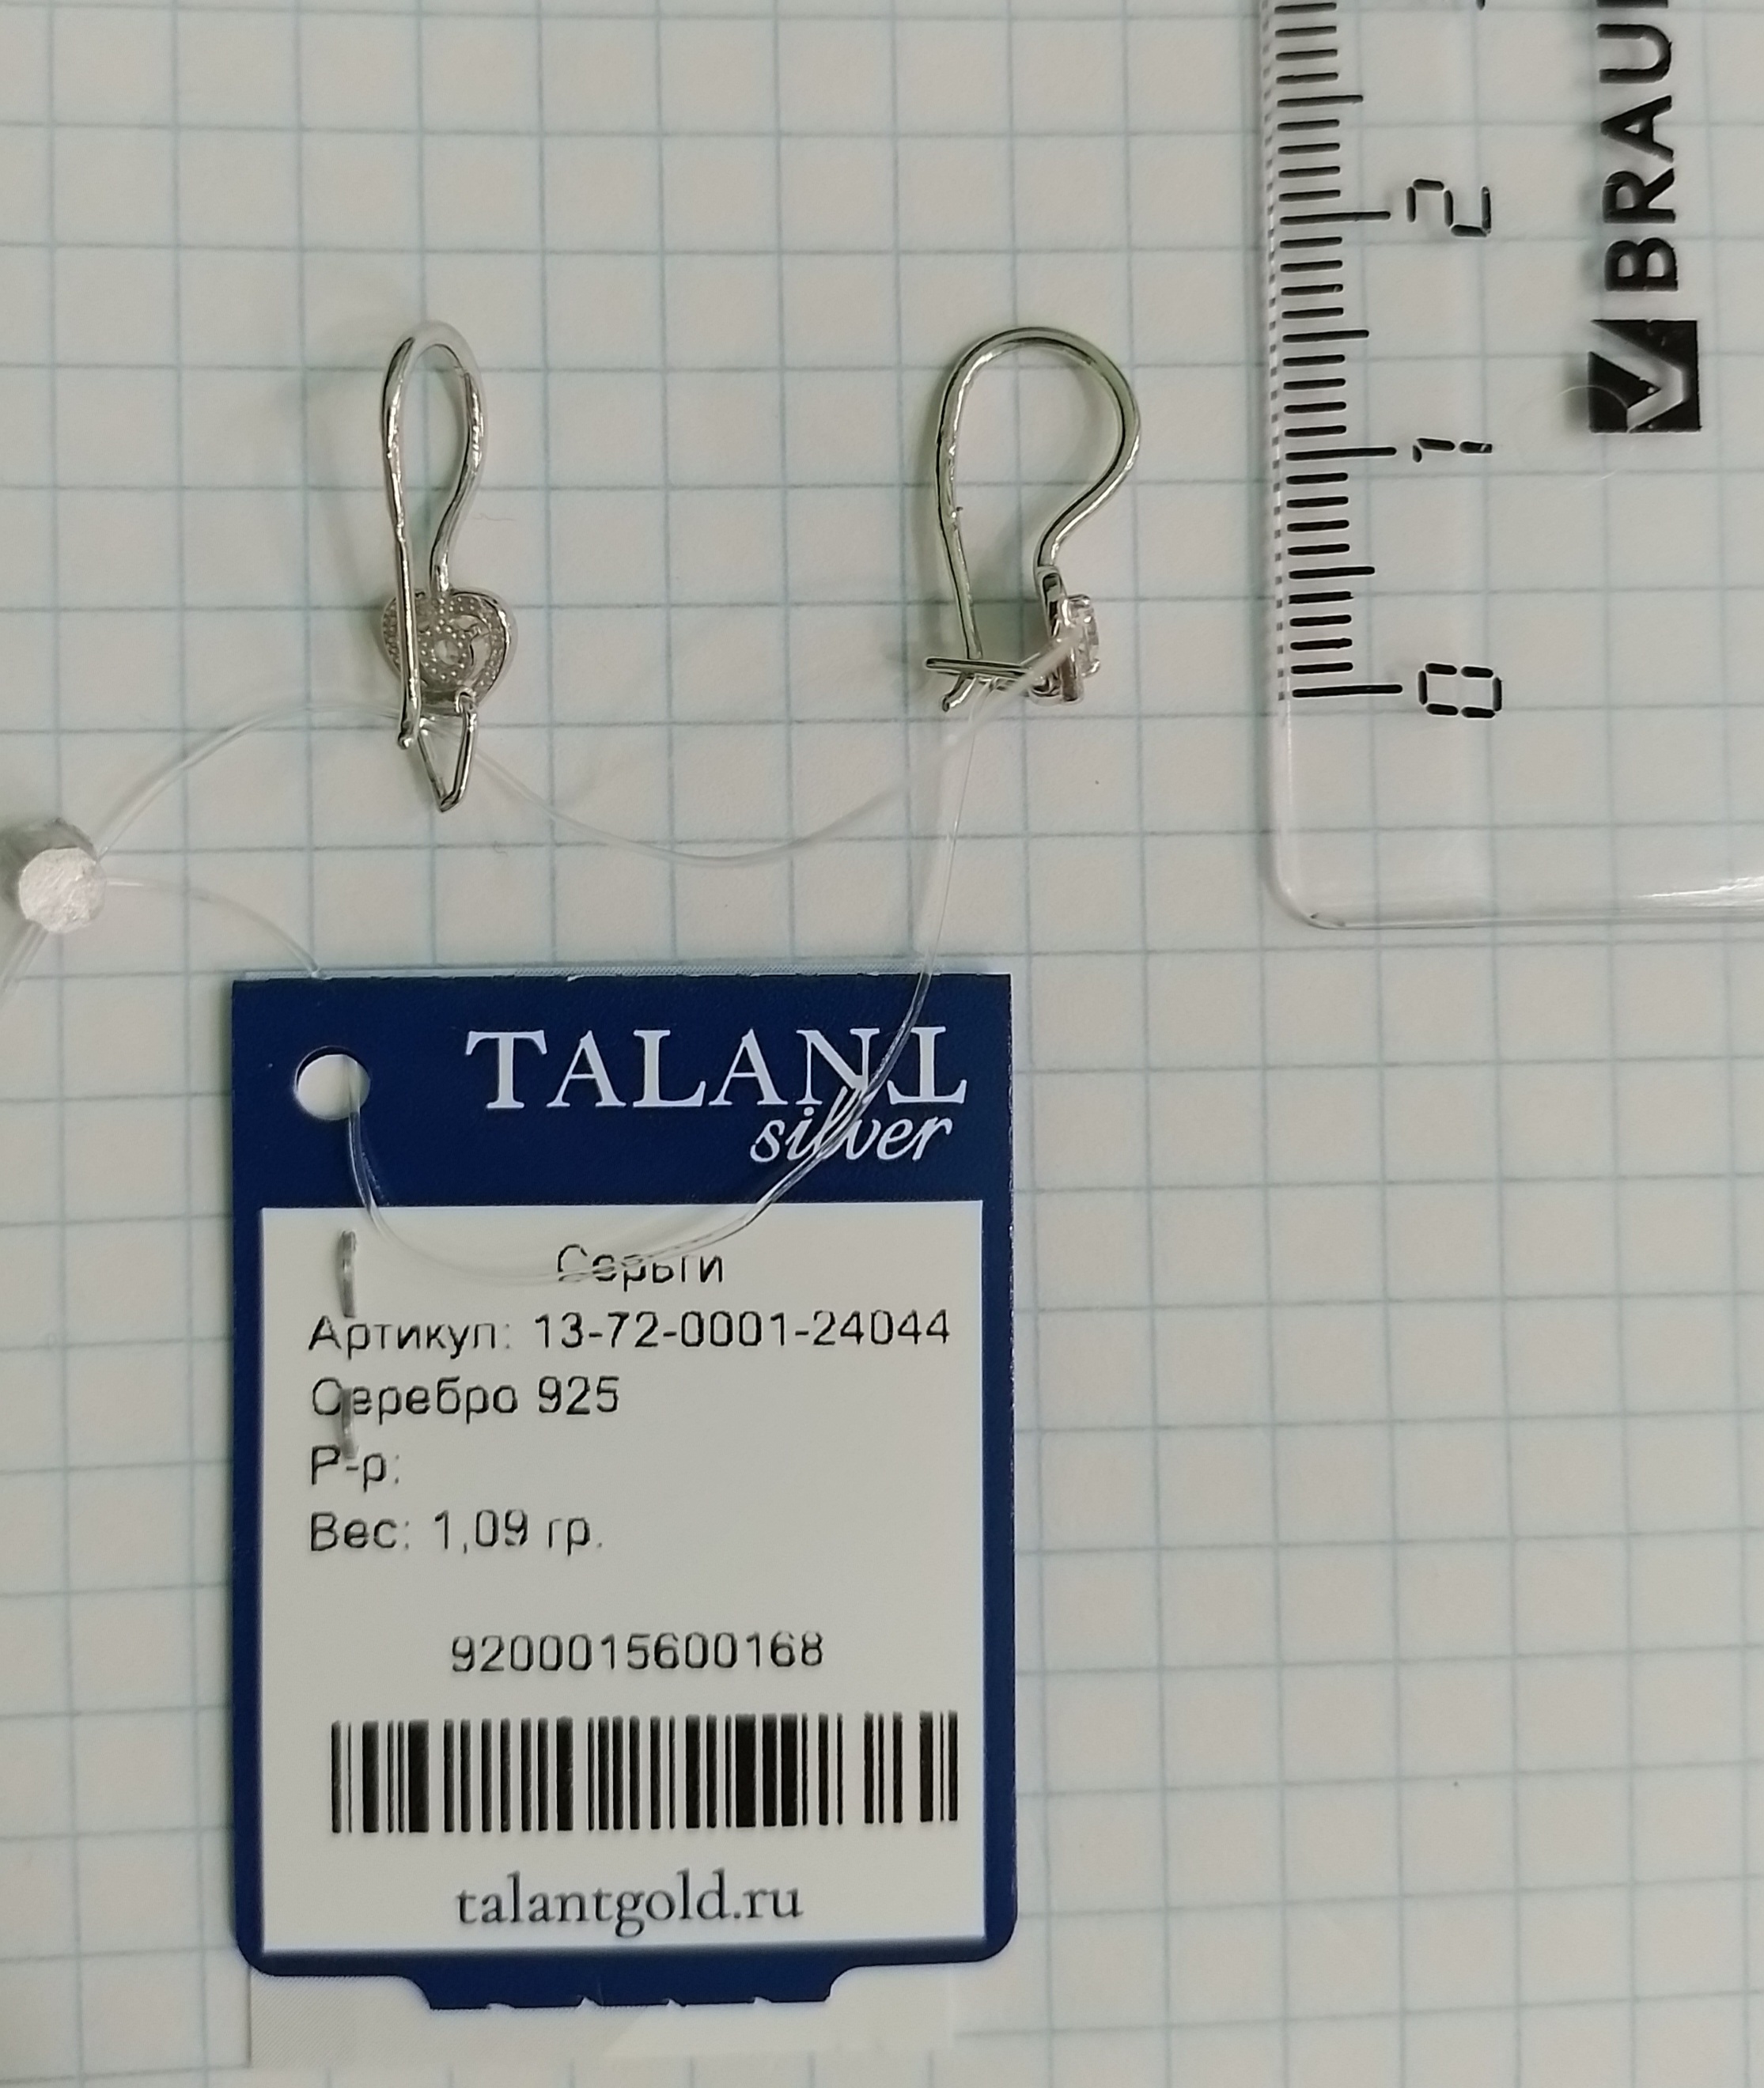 BRAU
2
1
0
TALANT
silver
Серьги
Артикул: 13-72-0001-24044
Серебро 925
Р-р:
Вес: 1,09 гр.
9200015600168
talantgold.ru